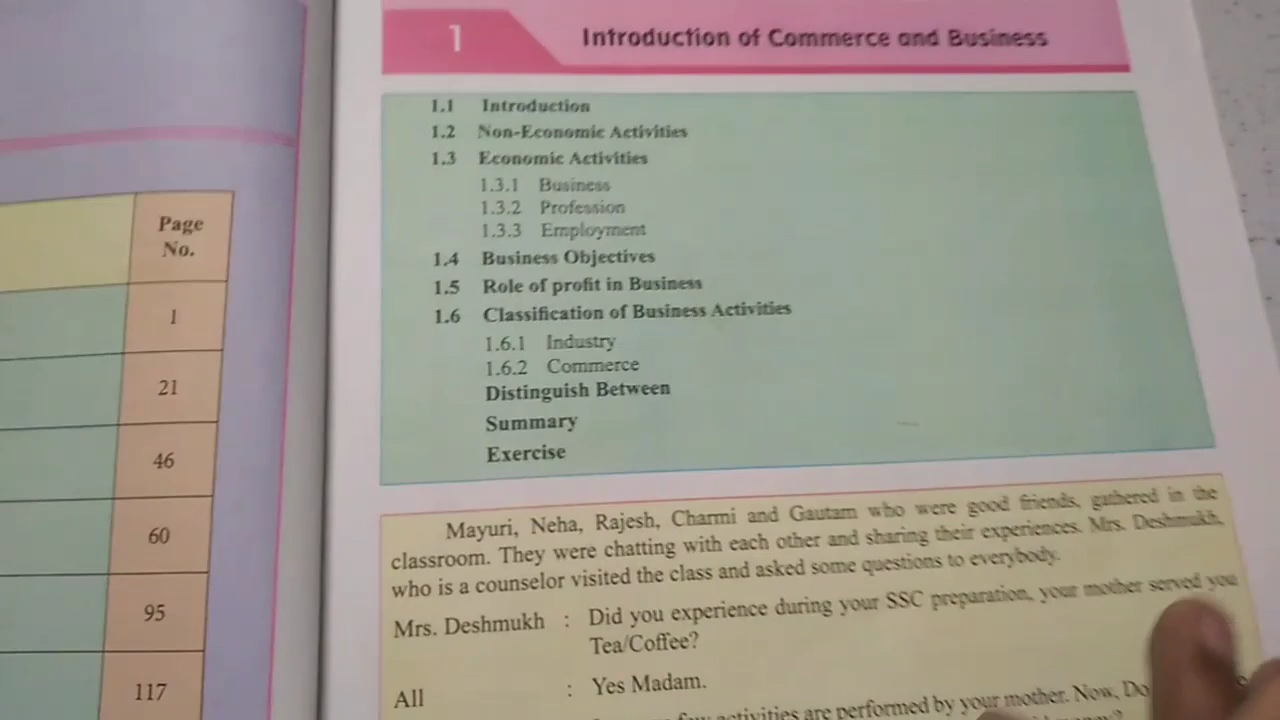 Page
No.
1
21
46
60
95
117
1 Introduction of Commerce and Business
1.1 Introduction
1.2 Non-Economic Activities
1.3 Economic Activities
1.3.1 Business
1.3.2 Profession
1.3.3 Employment
1.4 Business Objectives
1.5 Role of profit in Business
1.6 Classification of Business Activities
1.6.1 Industry
1.6.2 Commerce
Distinguish Between
Summary
Exercise
Mayuri, Neha, Rajesh, Charmi and Gautam who were good friends, gathered in the
classroom. They were chatting with each other and sharing their experiences. Mrs. Deshmukh,
who is a counselor visited the class and asked some questions to everybody.
Mrs. Deshmukh : Did you experience during your SSC preparation, your mother served you
Tea/Coffee?
All : Yes Madam.
activities are performed by your mother. Now, Do